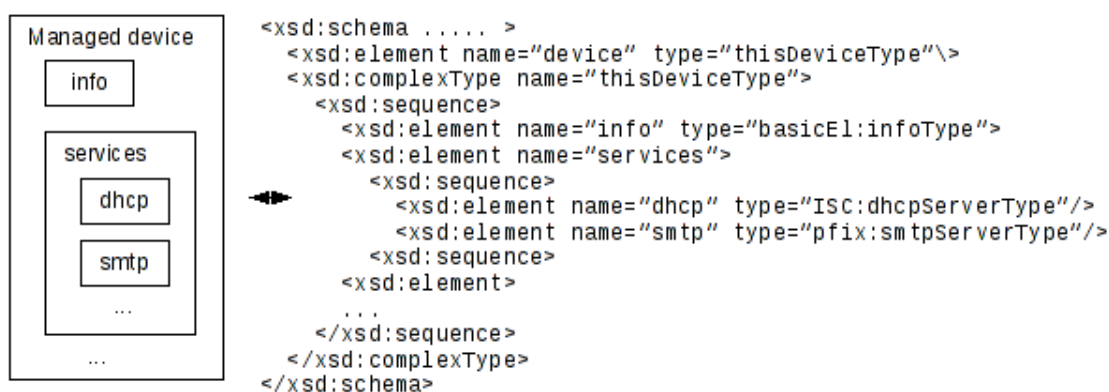 Managed device
info
services
dhcp
smtp
...
...
<xsd:schema ..... >
<xsd:element name="device" type="thisDeviceType"\>
<xsd:complexType name="thisDeviceType">
<xsd:sequence>
<xsd:element name="info" type="basicEl:infoType">
<xsd:element name="services">
<xsd:sequence>
<xsd:element name="dhcp" type="ISC:dhcpServerType"/>
<xsd:element name="smtp" type="pfix:smtpServerType"/>
<xsd:sequence>
<xsd:element>
...
</xsd:sequence>
</xsd:complexType>
</xsd:schema>